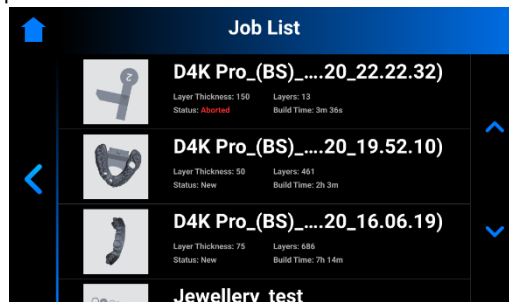 Job List
2
D4K Pro_(BS)_....20_22.22.32)
Layer Thickness: 150 Layers: 13
Status: Aborted Build Time: 3m 36s
D4K Pro_(BS)_....20_19.52.10)
Layer Thickness: 50 Layers: 461
Status: New Build Time: 2h 3m
D4K Pro_(BS)_....20_16.06.19)
Layer Thickness: 75 Layers: 686
Status: New Build Time: 7h 14m
Jewellery_test